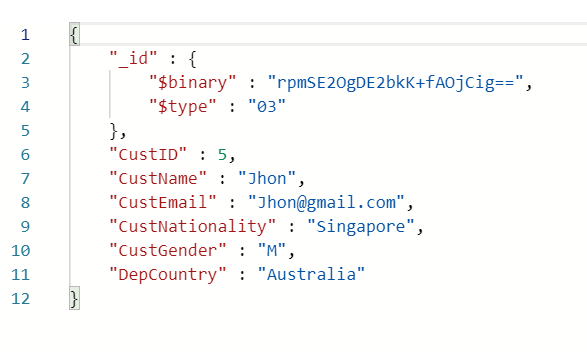 1 {
2 "_id" : {
3 "$binary" : "rpmSE2OgDE2bkK+fAOjCig==",
4 "$type" : "03"
5 },
6 "CustID" : 5,
7 "CustName" : "Jhon",
8 "CustEmail" : "Jhon@gmail.com",
9 "CustNationality" : "Singapore",
10 "CustGender" : "M",
11 "DepCountry" : "Australia"
12 }